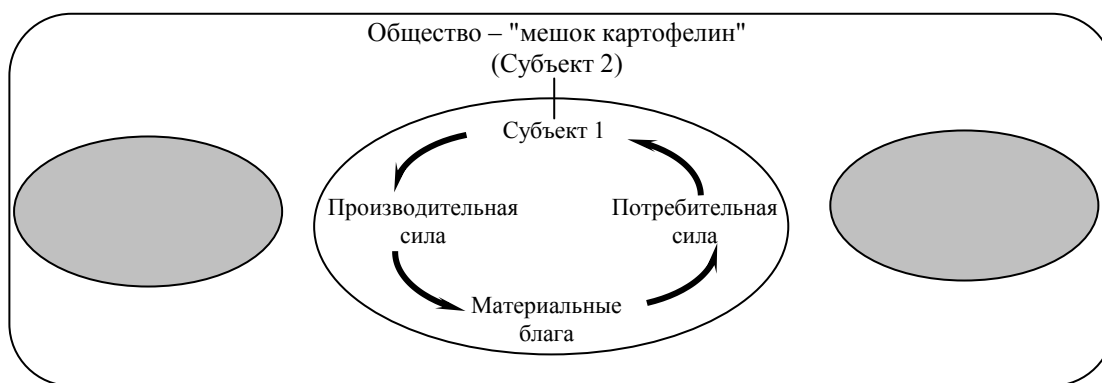 Общество – "мешок картофелин"
(Субъект 2)
Субъект 1
Производительная
сила
Потребительная
сила
Материальные
блага